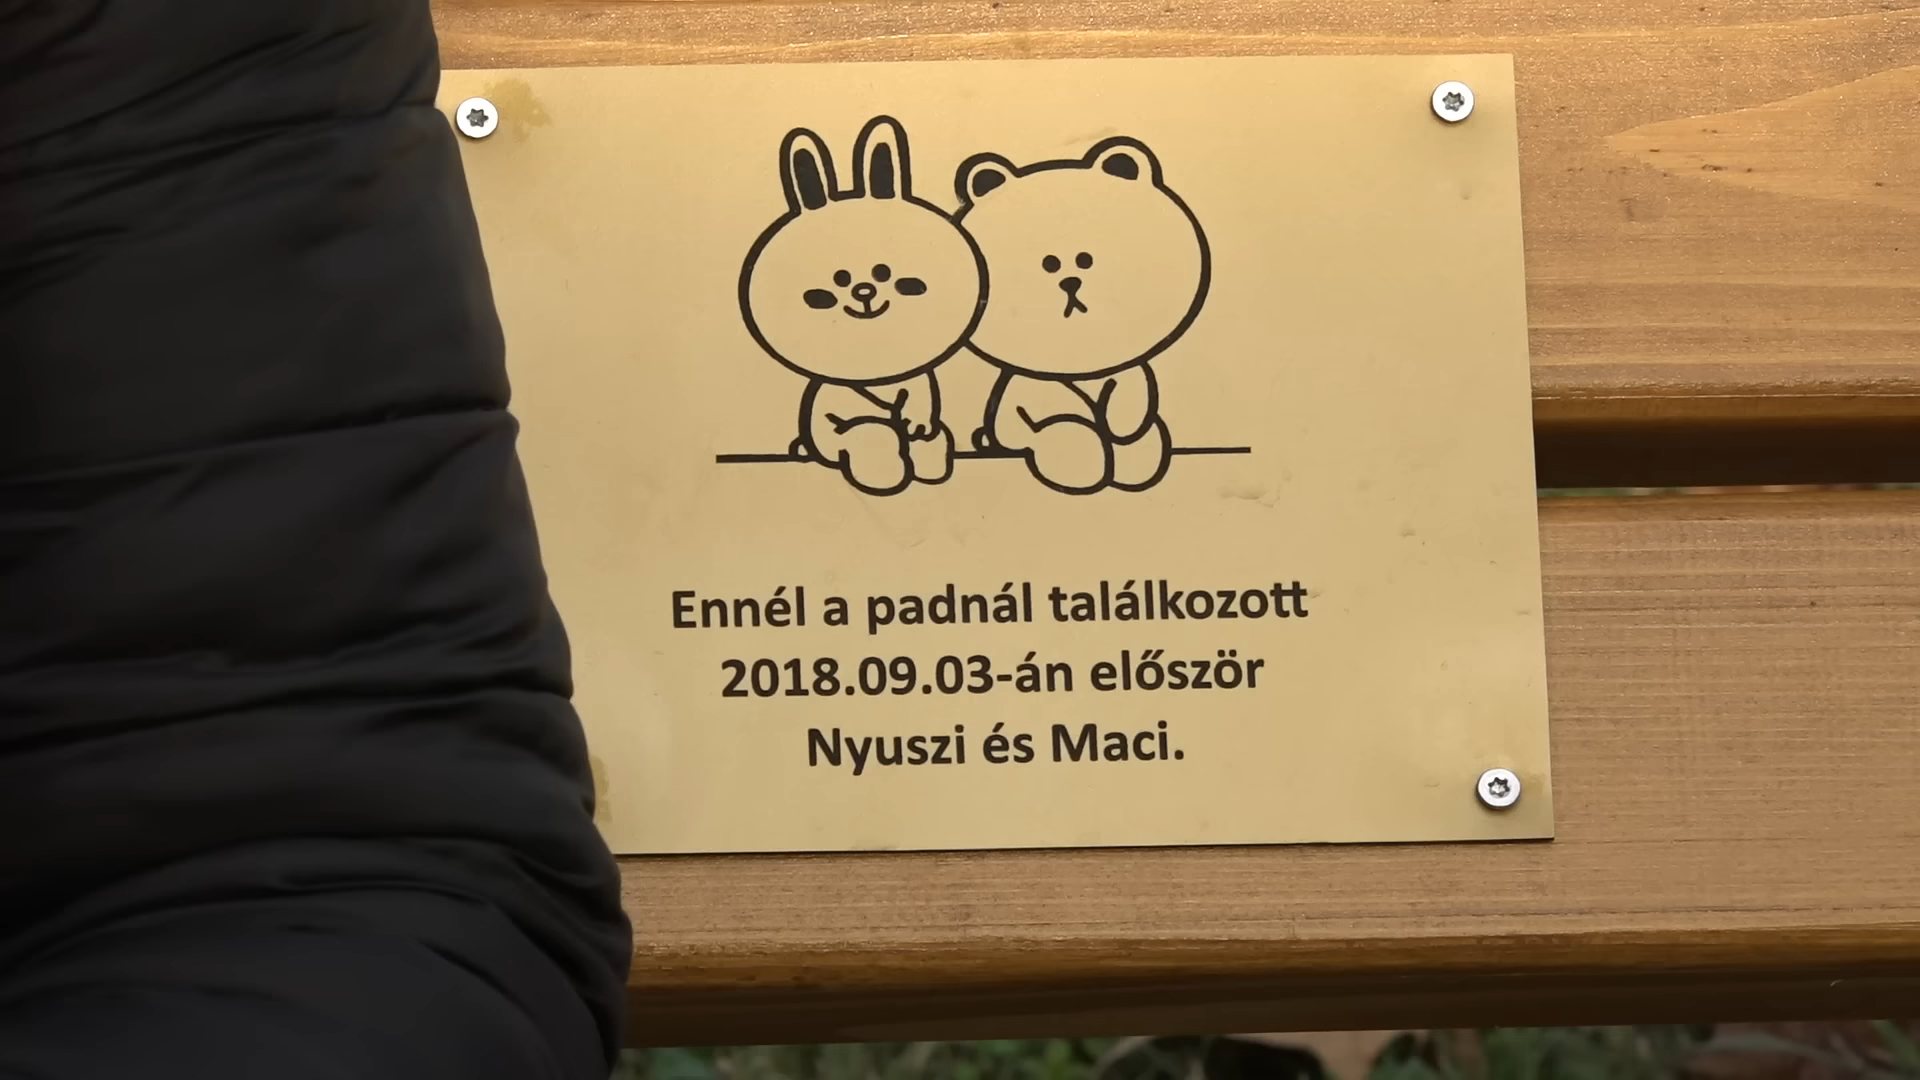 Ennél a padnál találkozott
2018.09.03-án először
Nyuszi és Maci.